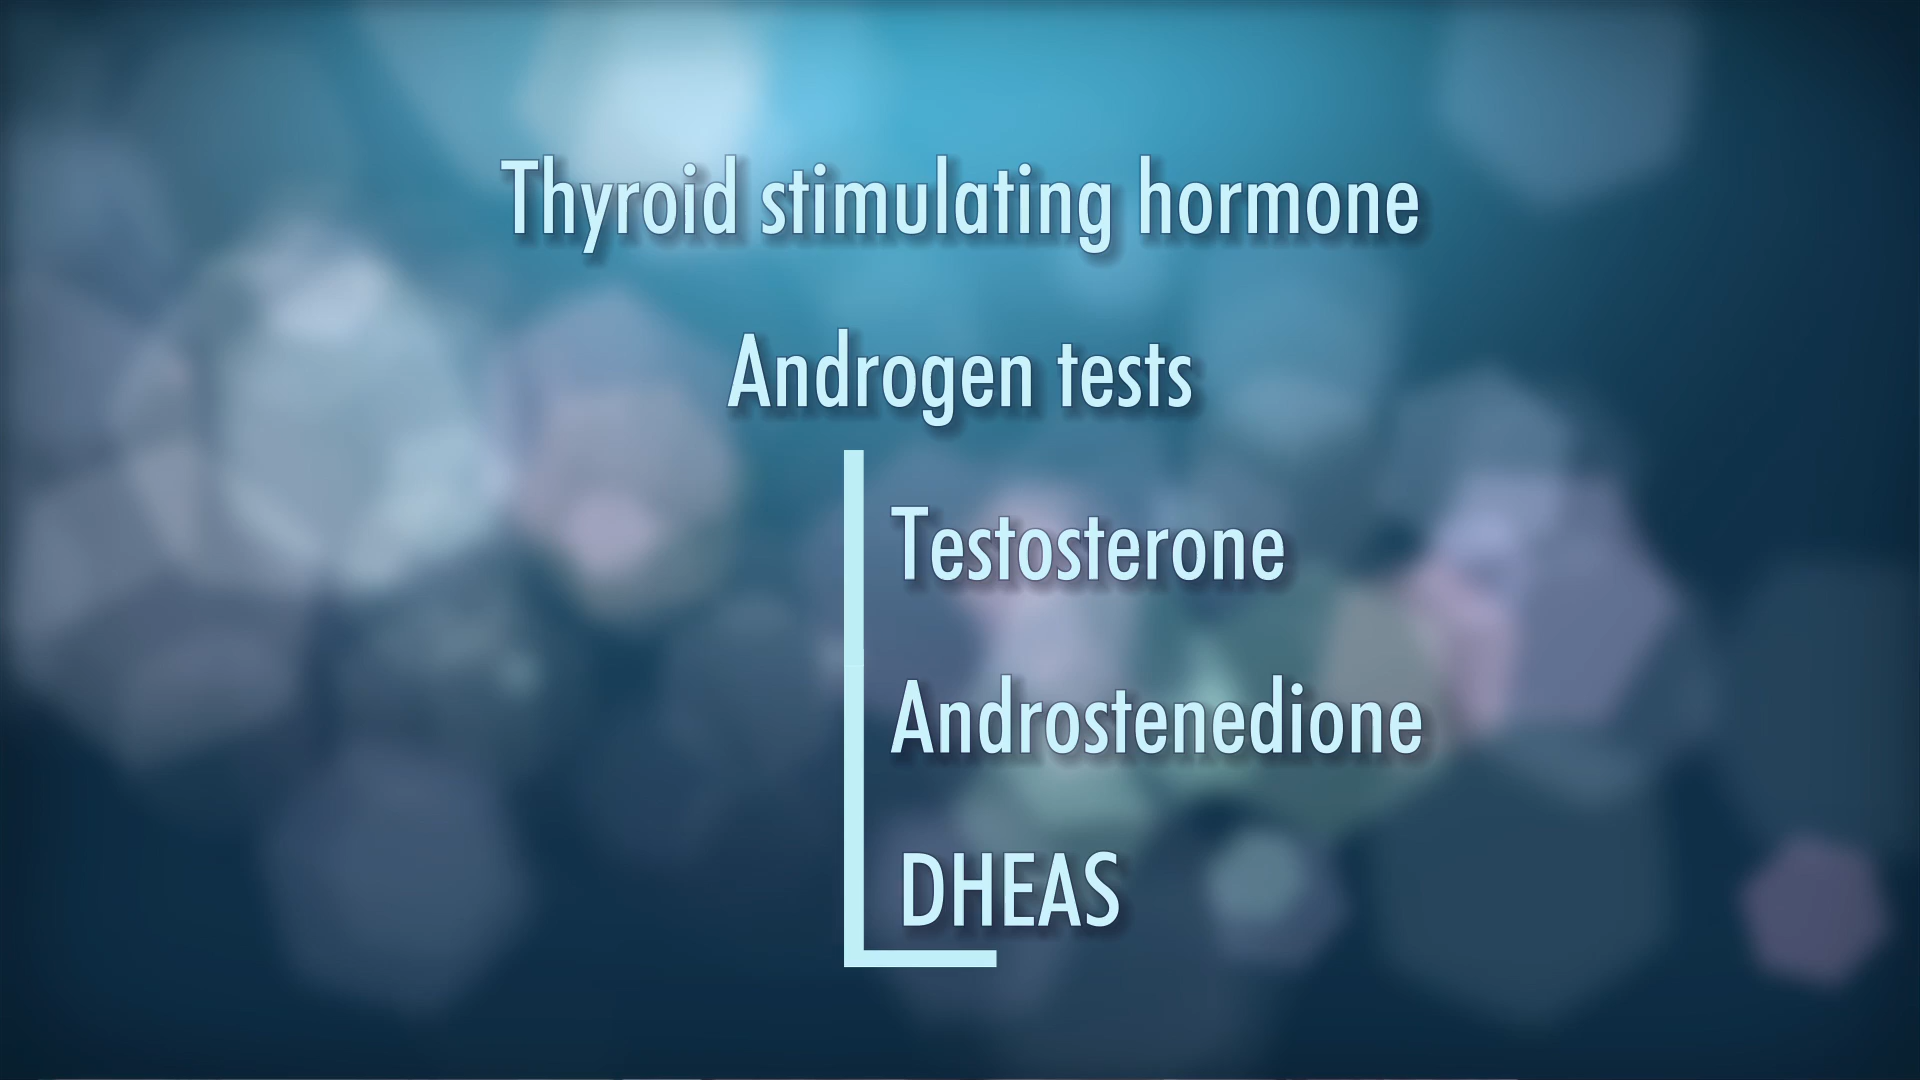 Thyroid stimulating hormone
Androgen tests
Testosterone
Androstenedione
DHEAS